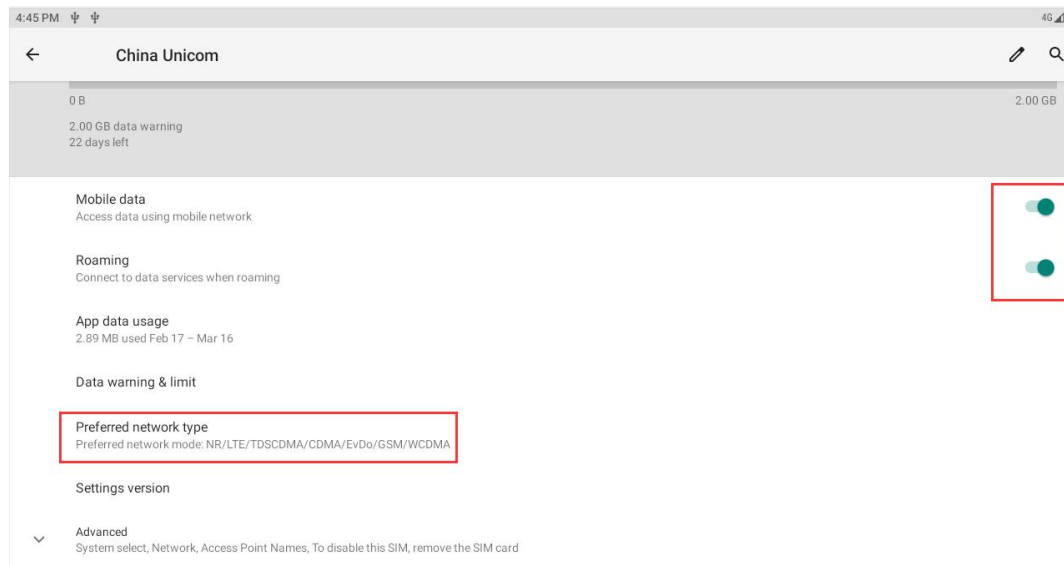 4:45 PM 4G
China Unicom
0 B 2.00 GB
2.00 GB data warning
22 days left
Mobile data
Access data using mobile network
Roaming
Connect to data services when roaming
App data usage
2.89 MB used Feb 17 – Mar 16
Data warning & limit
Preferred network type
Preferred network mode: NR/LTE/TDSCDMA/CDMA/EvDo/GSM/WCDMA
Settings version
Advanced
System select, Network, Access Point Names, To disable this SIM, remove the SIM card